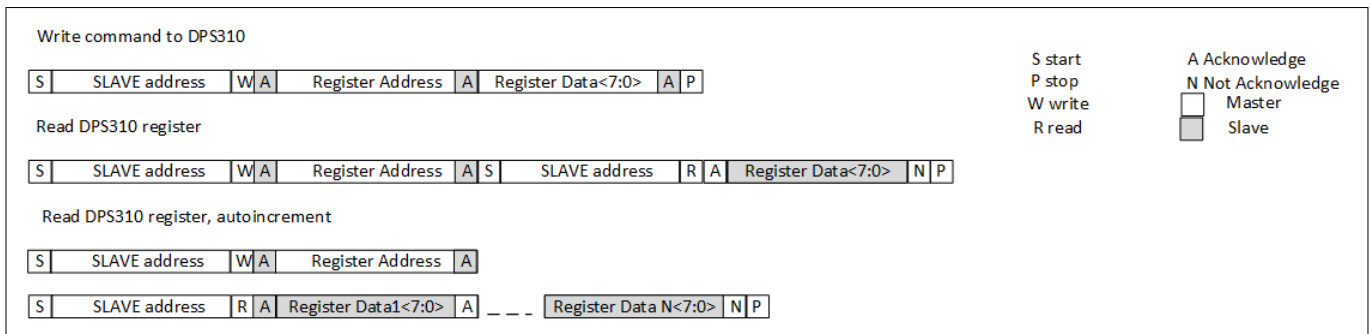 Write command to DPS310
S SLAVE address W A Register Address A Register Data<7:0> A P
Read DPS310 register
S SLAVE address W A Register Address A S SLAVE address R A Register Data<7:0> N P
Read DPS310 register, autoincrement
S SLAVE address W A Register Address A
S SLAVE address R A Register Data1<7:0> A _ _ _ Register Data N<7:0> N P
S start A Acknowledge
P stop N Not Acknowledge
W write Master
R read Slave